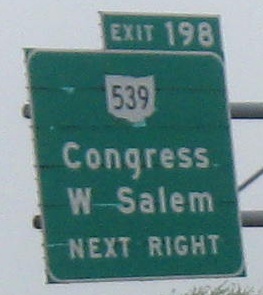 EXIT 198
539
Congress
W Salem
NEXT RIGHT